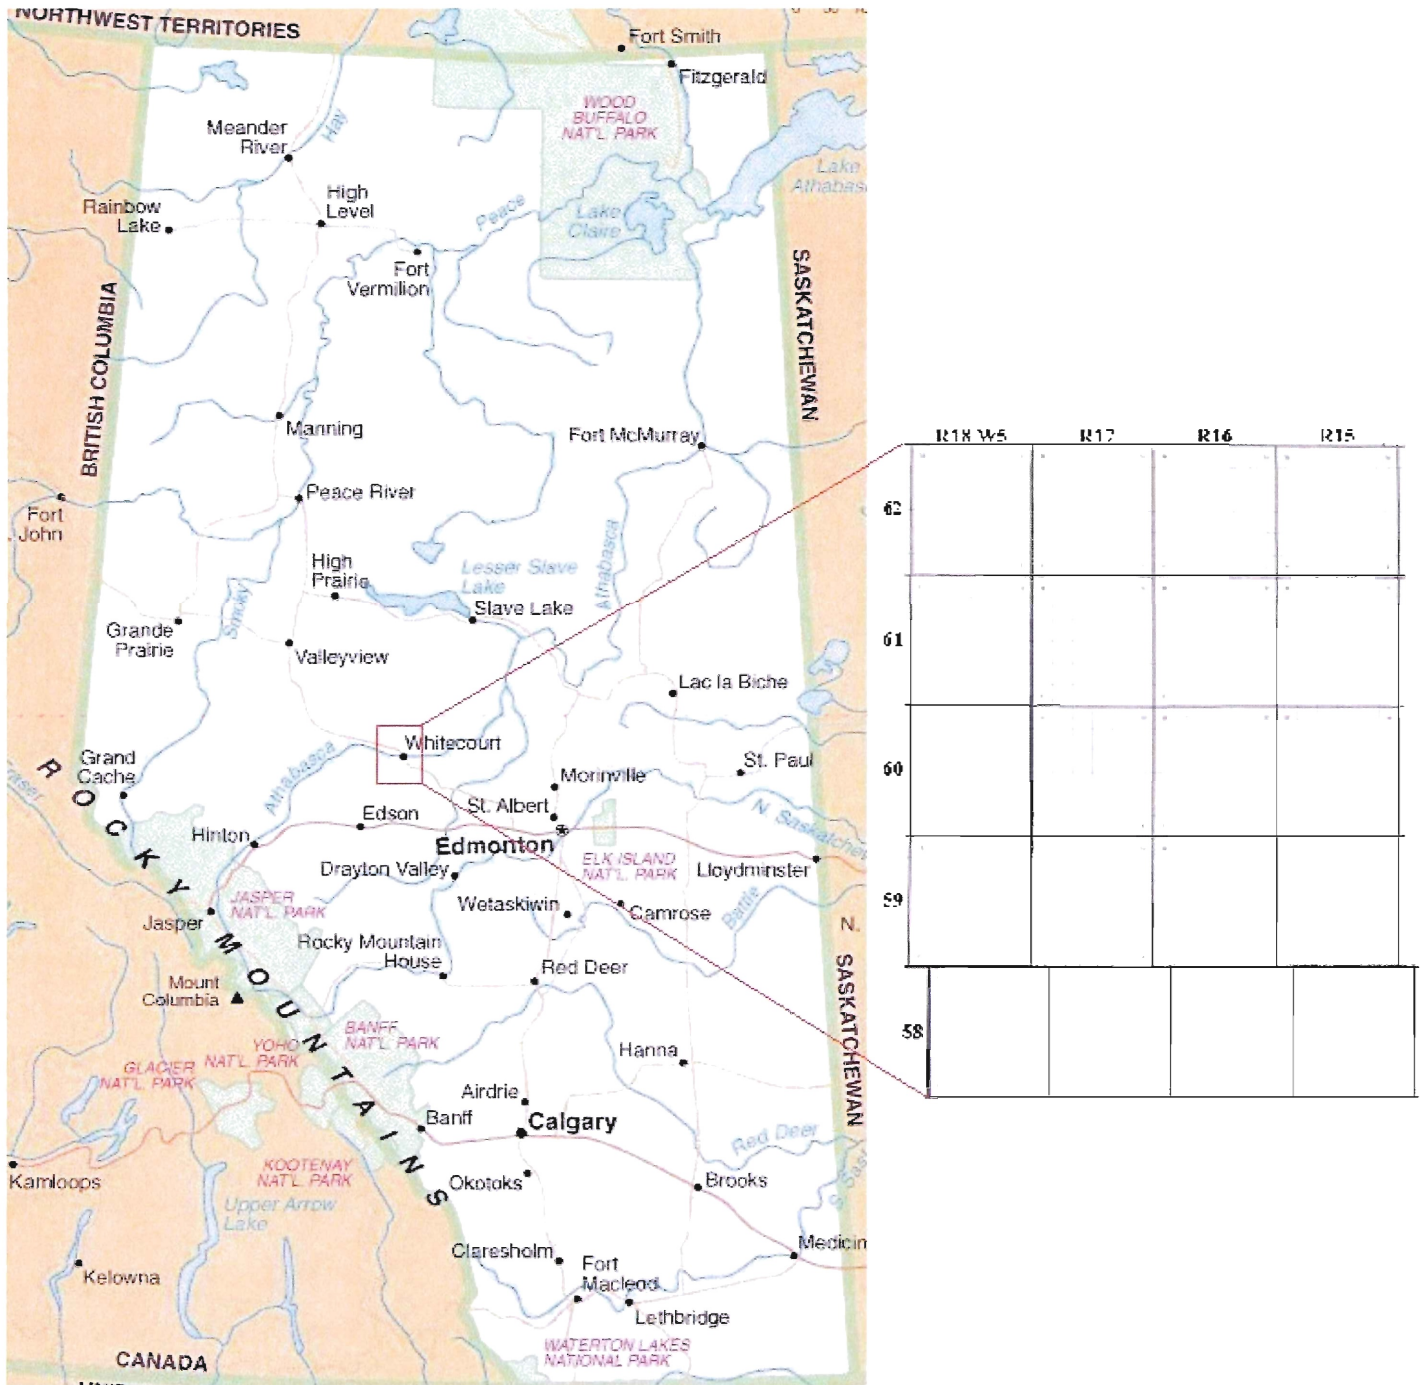 NORTHWEST TERRITORIES
Fort Smith
Fitzgerald
WOOD
BUFFALO
NAT'L PARK
Meander
River
Hay
Lake
High
Level
Rainbow
Lake
Peace
Lake
Claire
Fort
Vermilion
BRITISH COLUMBIA
SASKATCHEWAN
Manning
Fort McMurray
Peace River
Fort
John
High
Prairie
Lesser Slave
Lake
Athabasca
Slave Lake
Smoky
Grande
Prairie
Valleyview
Lac la Biche
Whitecourt
Grand
Cache
Athabasca
St. Paul
Morinville
St. Albert
Edson
Hinton
Edmonton
ELK ISLAND
NAT'L PARK
Lloydminster
Drayton Valley
JASPER
NAT'L PARK
Wetaskiwin
Camrose
Battle
Jasper
N.
Rocky Mountain
House
Red Deer
Mount
Columbia
ROCKY MOUNTAINS
SASKATCHEWAN
BANFF
NAT'L PARK
YOHO
NAT'L PARK
GLACIER
NAT'L PARK
Hanna
Airdrie
Banff
Calgary
Red Deer
KOOTENAY
NAT'L PARK
Kamloops
Okotoks
Brooks
Upper Arrow
Lake
Claresholm
Fort
Macleod
Medicin
Kelowna
Lethbridge
WATERTON LAKES
NATIONAL PARK
CANADA
R18 W5 R17 R16 R15
62
61
60
59
58